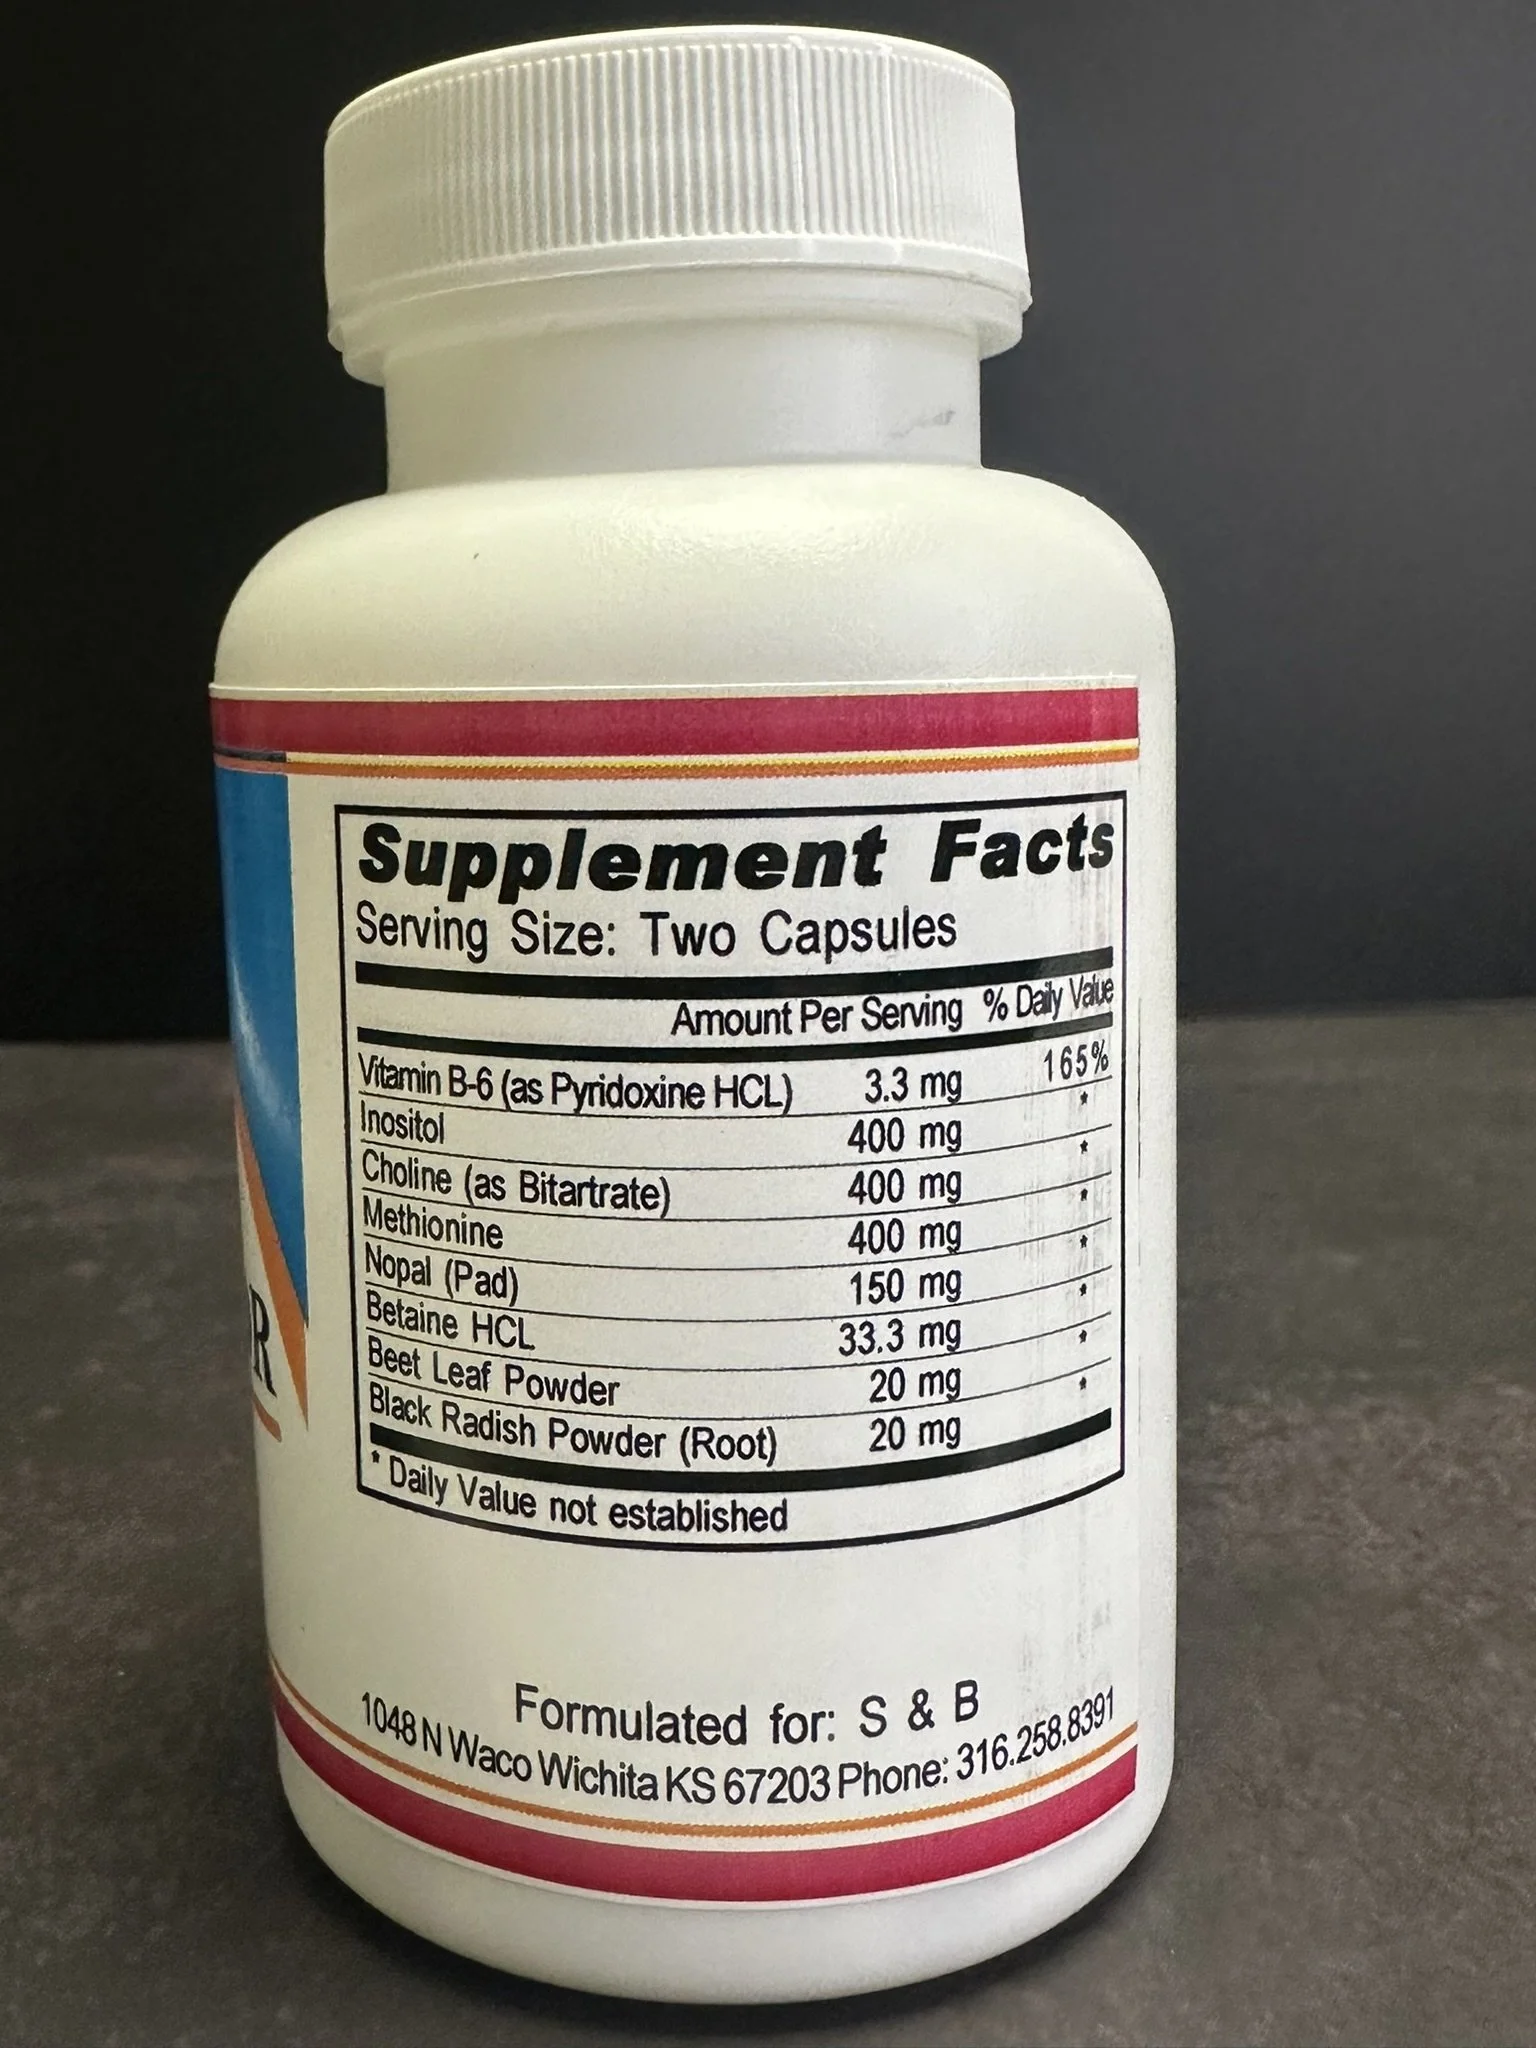 R
Supplement Facts
Serving Size: Two Capsules
Amount Per Serving % Daily Value
Vitamin B-6 (as Pyridoxine HCL) 3.3 mg 165%
Inositol 400 mg *
Choline (as Bitartrate) 400 mg *
Methionine 400 mg *
Nopal (Pad) 150 mg *
Betaine HCL 33.3 mg *
Beet Leaf Powder 20 mg *
Black Radish Powder (Root) 20 mg *
* Daily Value not established
Formulated for: S & B
1048 N Waco Wichita KS 67203 Phone: 316.258.8391